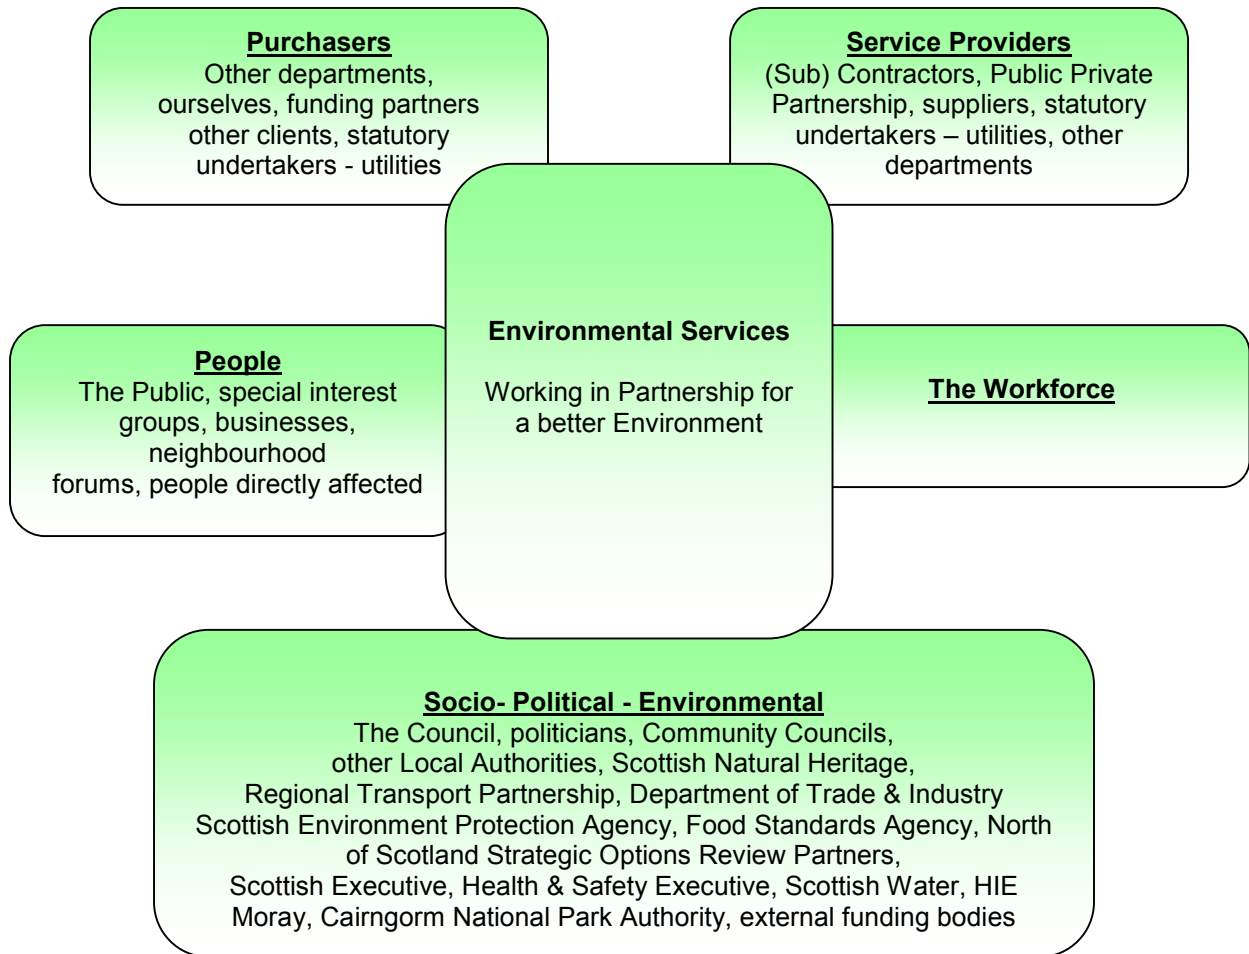 Purchasers
Other departments,
ourselves, funding partners
other clients, statutory
undertakers - utilities
Service Providers
(Sub) Contractors, Public Private
Partnership, suppliers, statutory
undertakers – utilities, other
departments
Environmental Services
Working in Partnership for
a better Environment
People
The Public, special interest
groups, businesses,
neighbourhood
forums, people directly affected
The Workforce
Socio- Political - Environmental
The Council, politicians, Community Councils,
other Local Authorities, Scottish Natural Heritage,
Regional Transport Partnership, Department of Trade & Industry
Scottish Environment Protection Agency, Food Standards Agency, North
of Scotland Strategic Options Review Partners,
Scottish Executive, Health & Safety Executive, Scottish Water, HIE
Moray, Cairngorm National Park Authority, external funding bodies